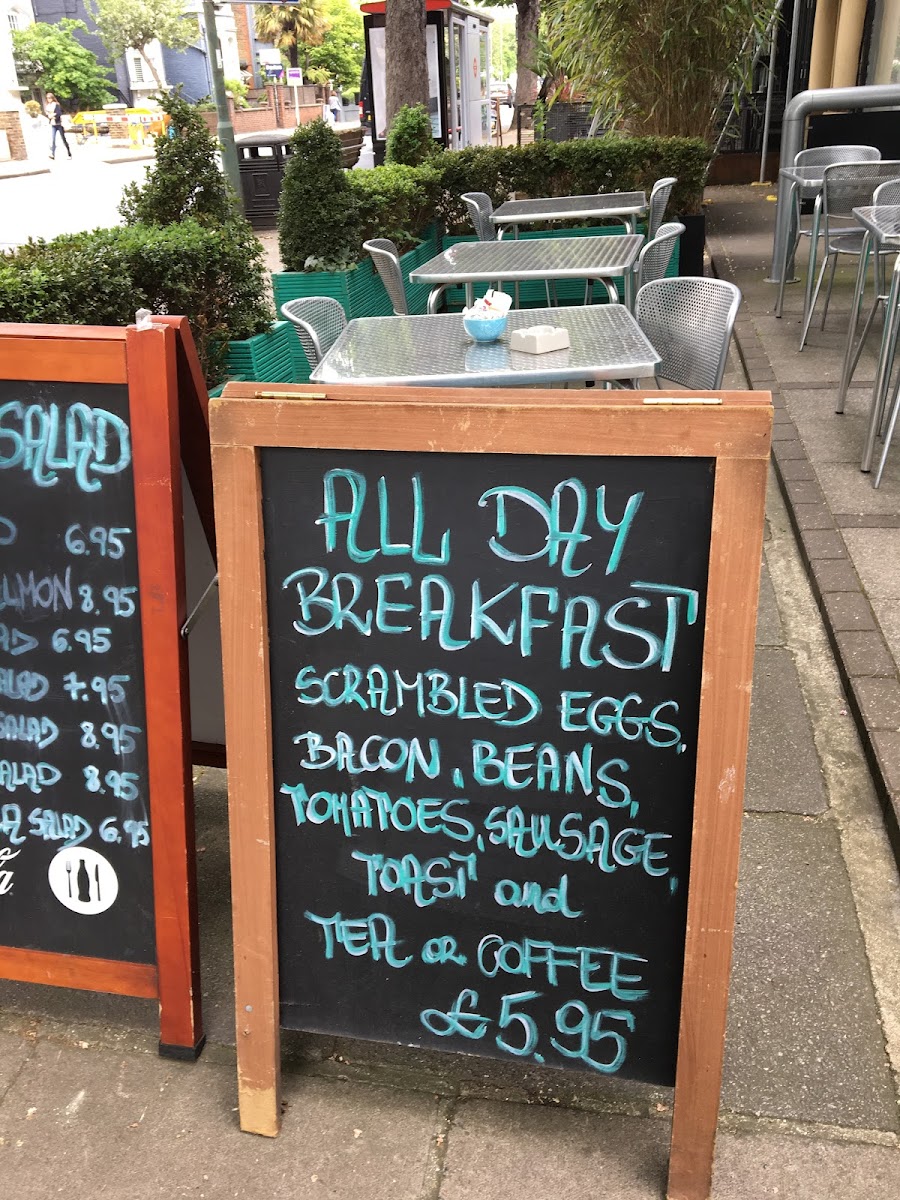 SALAD
6.95
8.95
6.95
7.95
SALAD 8.95
8.95
SALAD 6.95
ALL DAY
BREAKFAST
SCRAMBLED EGGS,
BACON, BEANS,
TOMATOES, SAUSAGE,
TOAST and
TEA or COFFEE
£5.95